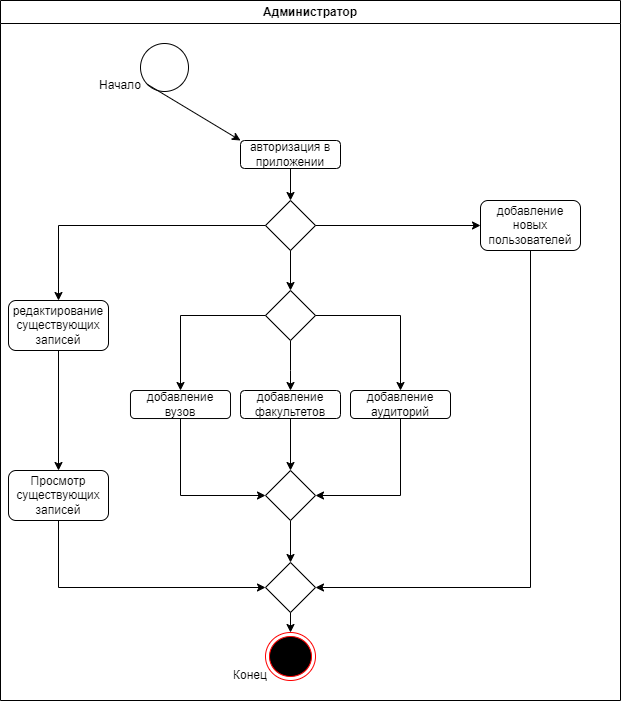 Администратор
Начало
авторизация в
приложении
добавление
новых
пользователей
редактирование
существующих
записей
добавление
вузов
добавление
факультетов
добавление
аудиторий
Просмотр
существующих
записей
Конец